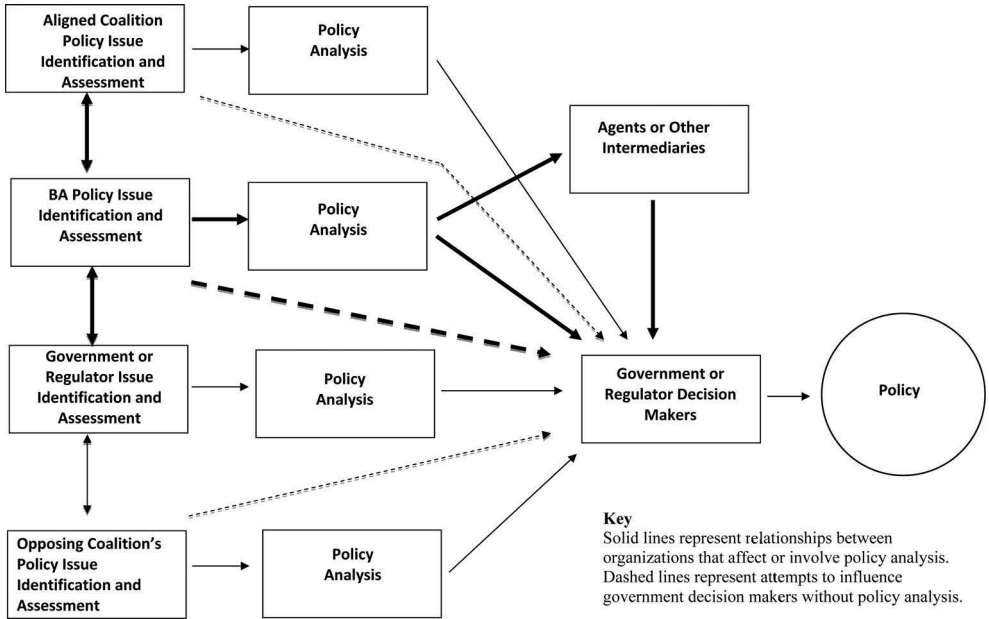 Aligned Coalition
Policy Issue
Identification and
Assessment
Policy
Analysis
Agents or Other
Intermediaries
BA Policy Issue
Identification and
Assessment
Policy
Analysis
Government or
Regulator Issue
Identification and
Assessment
Policy
Analysis
Government or
Regulator Decision
Makers
Policy
Opposing Coalition’s
Policy Issue
Identification and
Assessment
Policy
Analysis
Key
Solid lines represent relationships between
organizations that affect or involve policy analysis.
Dashed lines represent attempts to influence
government decision makers without policy analysis.